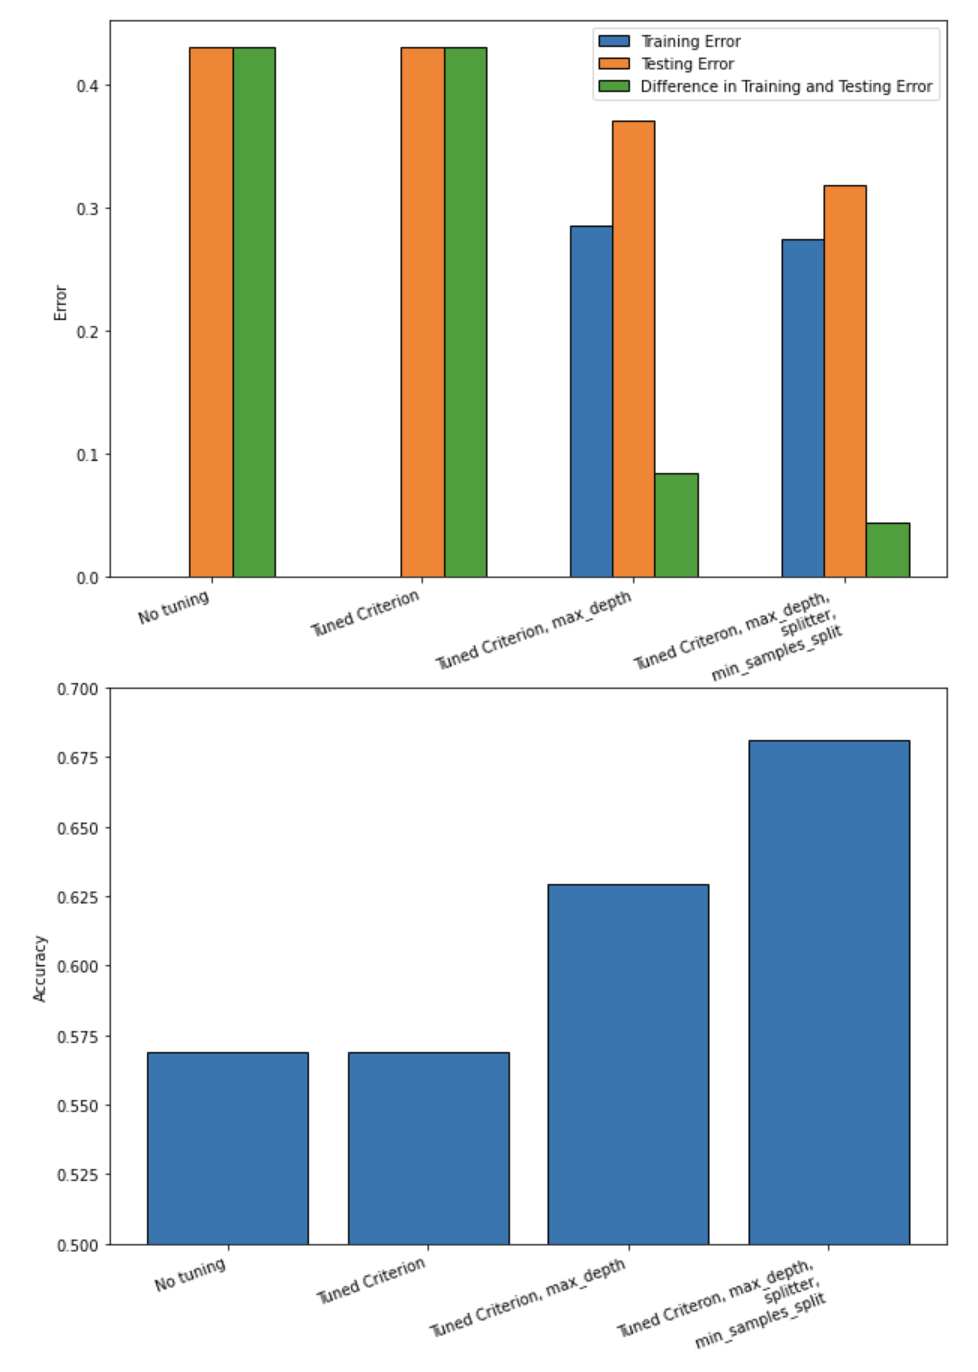 Training Error
Testing Error
Difference in Training and Testing Error
0.4
0.3
0.2
0.1
0.0
Error
No tuning
Tuned Criterion
Tuned Criterion, max_depth
Tuned Criteron, max_depth,
splitter,
min_samples_split
0.700
0.675
0.650
0.625
0.600
0.575
0.550
0.525
0.500
Accuracy
No tuning
Tuned Criterion
Tuned Criterion, max_depth
Tuned Criteron, max_depth,
splitter,
min_samples_split